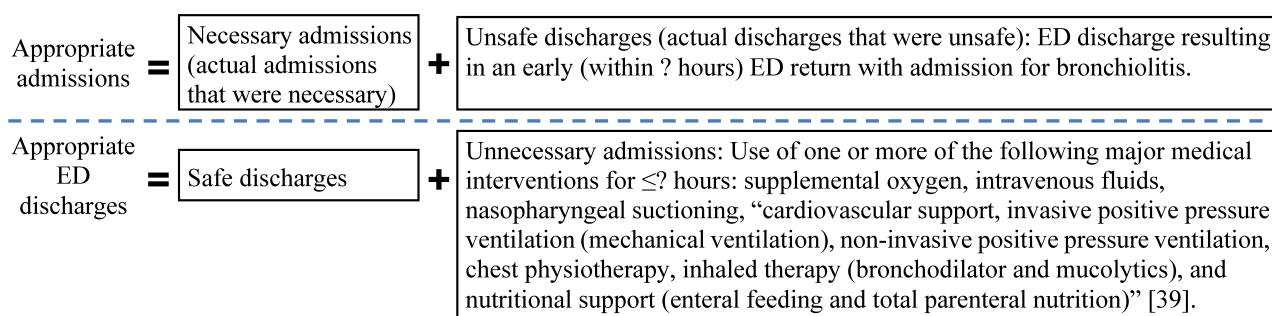 Appropriate
admissions
=
Necessary admissions
(actual admissions
that were necessary)
+
Unsafe discharges (actual discharges that were unsafe): ED discharge resulting
in an early (within ? hours) ED return with admission for bronchiolitis.
Appropriate
ED
discharges
=
Safe discharges
+
Unnecessary admissions: Use of one or more of the following major medical
interventions for ≤? hours: supplemental oxygen, intravenous fluids,
nasopharyngeal suctioning, “cardiovascular support, invasive positive pressure
ventilation (mechanical ventilation), non-invasive positive pressure ventilation,
chest physiotherapy, inhaled therapy (bronchodilator and mucolytics), and
nutritional support (enteral feeding and total parenteral nutrition)” [39].